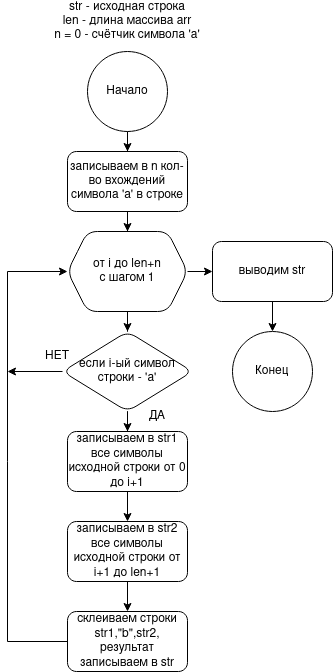 str - исходная строка
len - длина массива arr
n = 0 - счётчик символа 'a'
Начало
записываем в n кол-
во вхождений
символа 'a' в строке
от i до len+n
с шагом 1
выводим str
НЕТ
если i-ый символ
строки - 'a'
Конец
ДА
записываем в str1
все символы
исходной строки от 0
до i+1
записываем в str2
все символы
исходной строки от
i+1 до len+1
склеиваем строки
str1,"b",str2,
результат
записываем в str